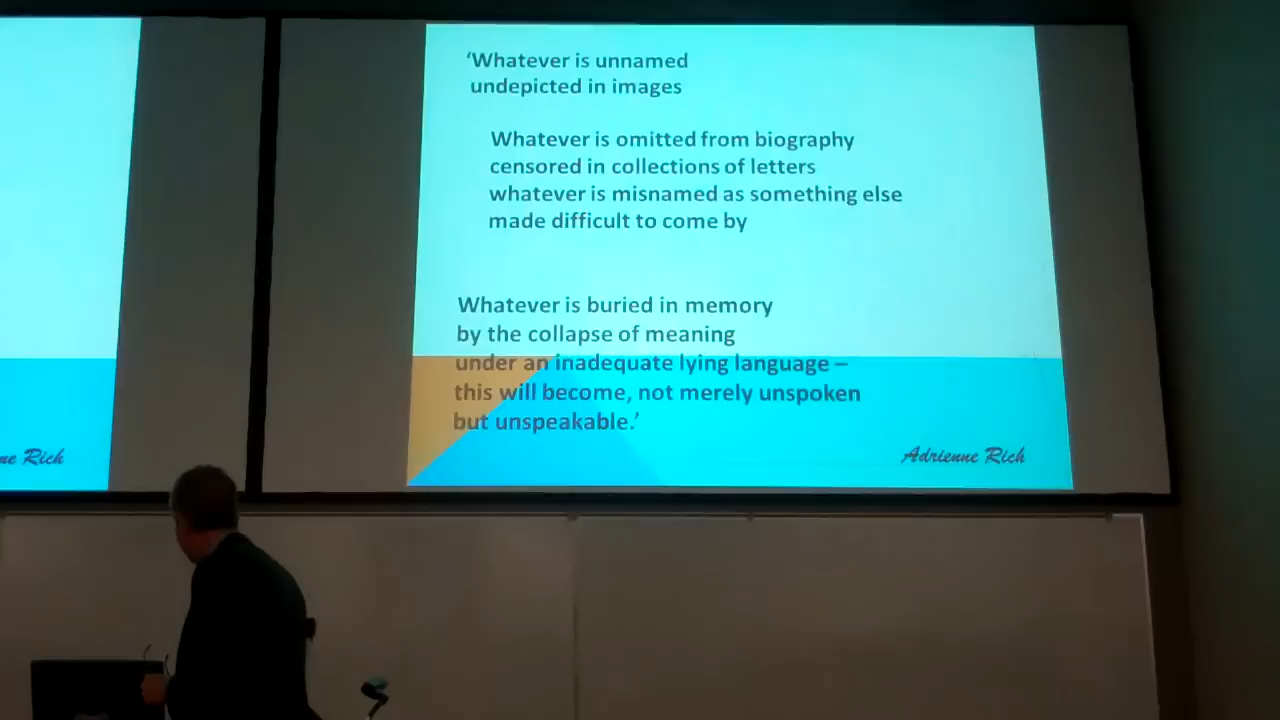 ‘Whatever is unnamed
undepicted in images
Whatever is omitted from biography
censored in collections of letters
whatever is misnamed as something else
made difficult to come by
Whatever is buried in memory
by the collapse of meaning
under an inadequate lying language –
this will become, not merely unspoken
but unspeakable.’
Adrienne Rich
ne Rich